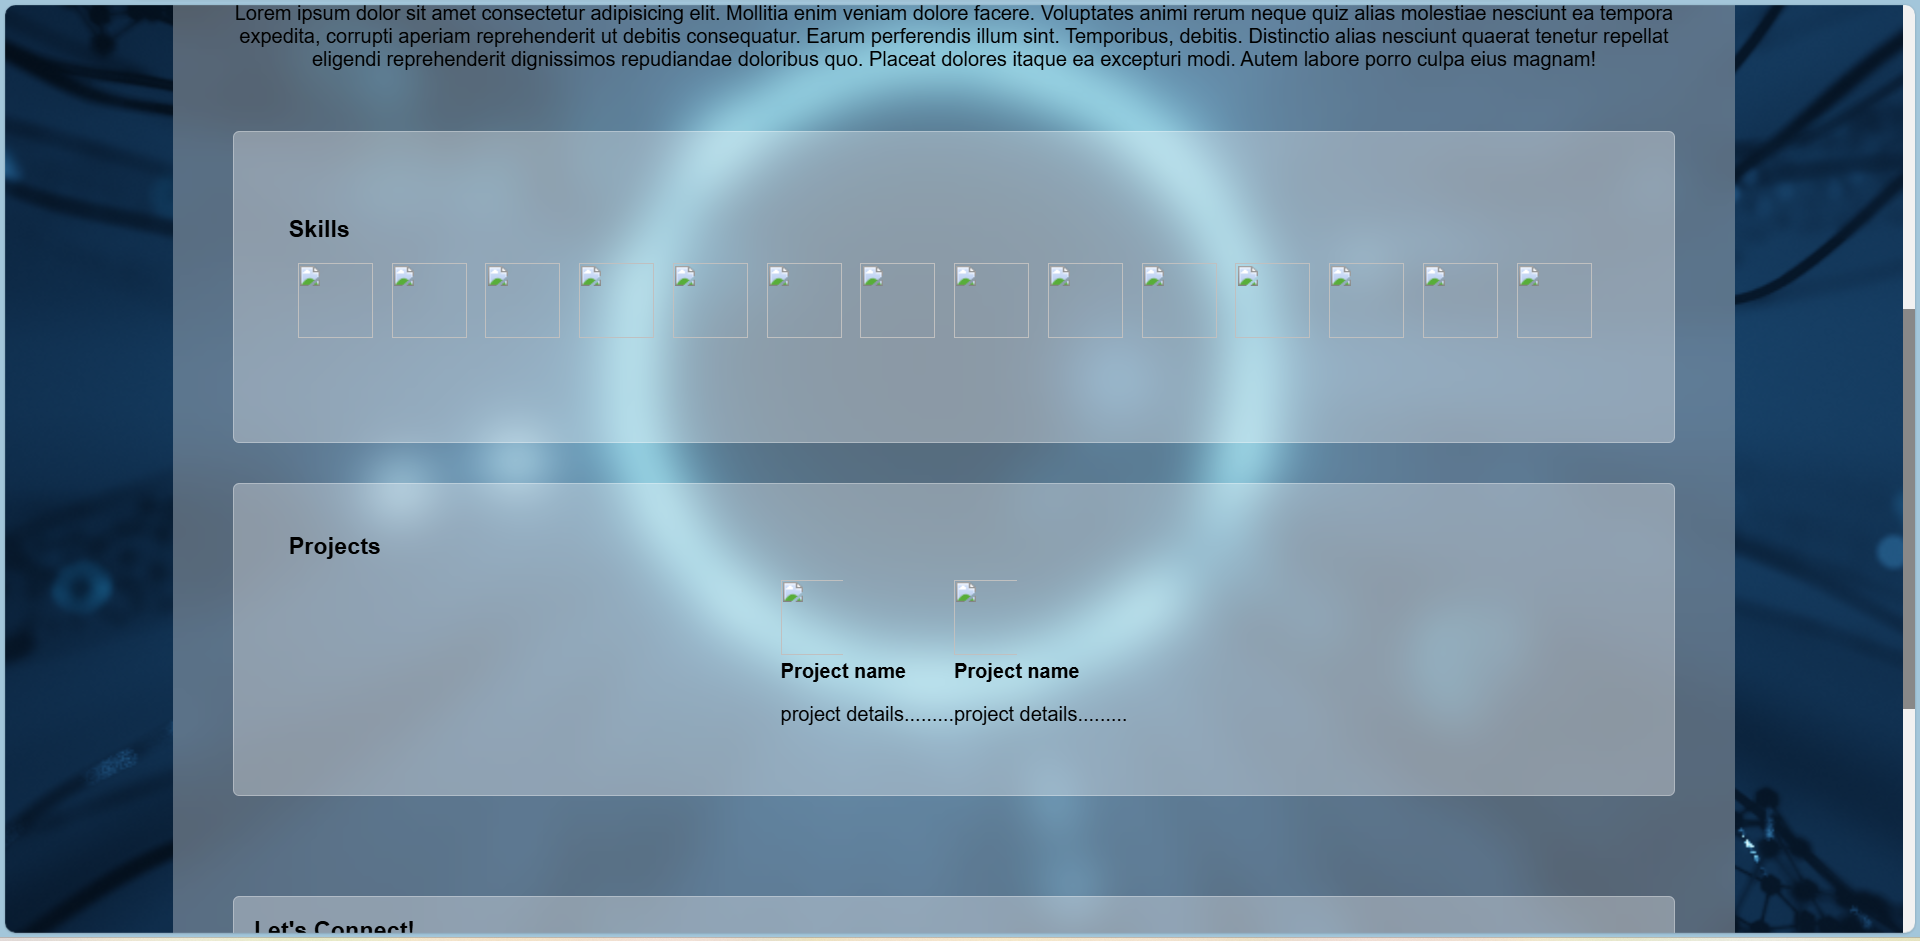 Lorem ipsum dolor sit amet consectetur adipisicing elit. Mollitia enim veniam dolore facere. Voluptates animi rerum neque quiz alias molestiae nesciunt ea tempora
expedita, corrupti aperiam reprehenderit ut debitis consequatur. Earum perferendis illum sint. Temporibus, debitis. Distinctio alias nesciunt quaerat tenetur repellat
eligendi reprehenderit dignissimos repudiandae doloribus quo. Placeat dolores itaque ea excepturi modi. Autem labore porro culpa eius magnam!
Skills
Projects
Project name Project name
project details.........project details.........
Let's Connect!